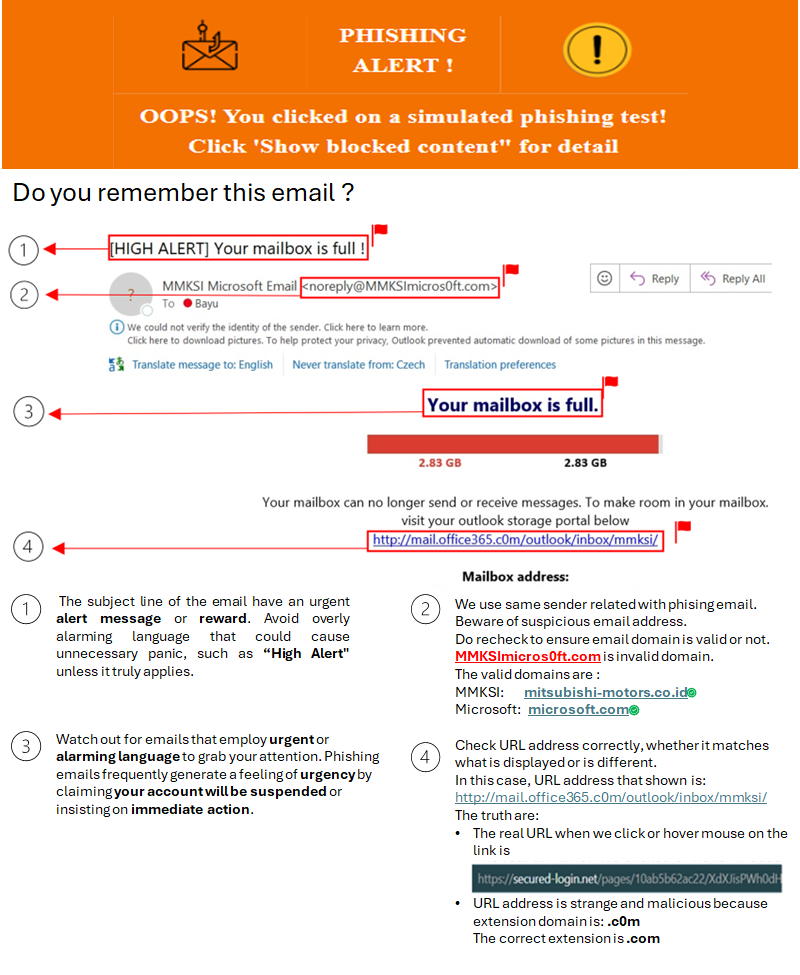 PHISHING
ALERT !
!
OOPS! You clicked on a simulated phishing test!
Click 'Show blocked content" for detail
Do you remember this email ?
1
[HIGH ALERT] Your mailbox is full !
2
?
MMKSI Microsoft Email <noreply@MMKSImicros0ft.com>
To Bayu
Reply
Reply All
i
We could not verify the identity of the sender. Click here to learn more.
Click here to download pictures. To help protect your privacy, Outlook prevented automatic download of some pictures in this message.
Translate message to: English
Never translate from: Czech
Translation preferences
3
Your mailbox is full.
2.83 GB
2.83 GB
Your mailbox can no longer send or receive messages. To make room in your mailbox.
visit your outlook storage portal below
4
http://mail.office365.c0m/outlook/inbox/mmksi/
Mailbox address:
1
The subject line of the email have an urgent
alert message or reward. Avoid overly
alarming language that could cause
unnecessary panic, such as “High Alert"
unless it truly applies.
2
We use same sender related with phising email.
Beware of suspicious email address.
Do recheck to ensure email domain is valid or not.
MMKSImicros0ft.com is invalid domain.
The valid domains are :
MMKSI: mitsubishi-motors.co.id
Microsoft: microsoft.com
3
Watch out for emails that employ urgent or
alarming language to grab your attention. Phishing
emails frequently generate a feeling of urgency by
claiming your account will be suspended or
insisting on immediate action.
4
Check URL address correctly, whether it matches
what is displayed or is different.
In this case, URL address that shown is:
http://mail.office365.c0m/outlook/inbox/mmksi/
The truth are:
• The real URL when we click or hover mouse on the
link is
https://secured-login.net/pages/10ab5b62ac22/XdXJisPWh0dH
• URL address is strange and malicious because
extension domain is: .c0m
The correct extension is .com